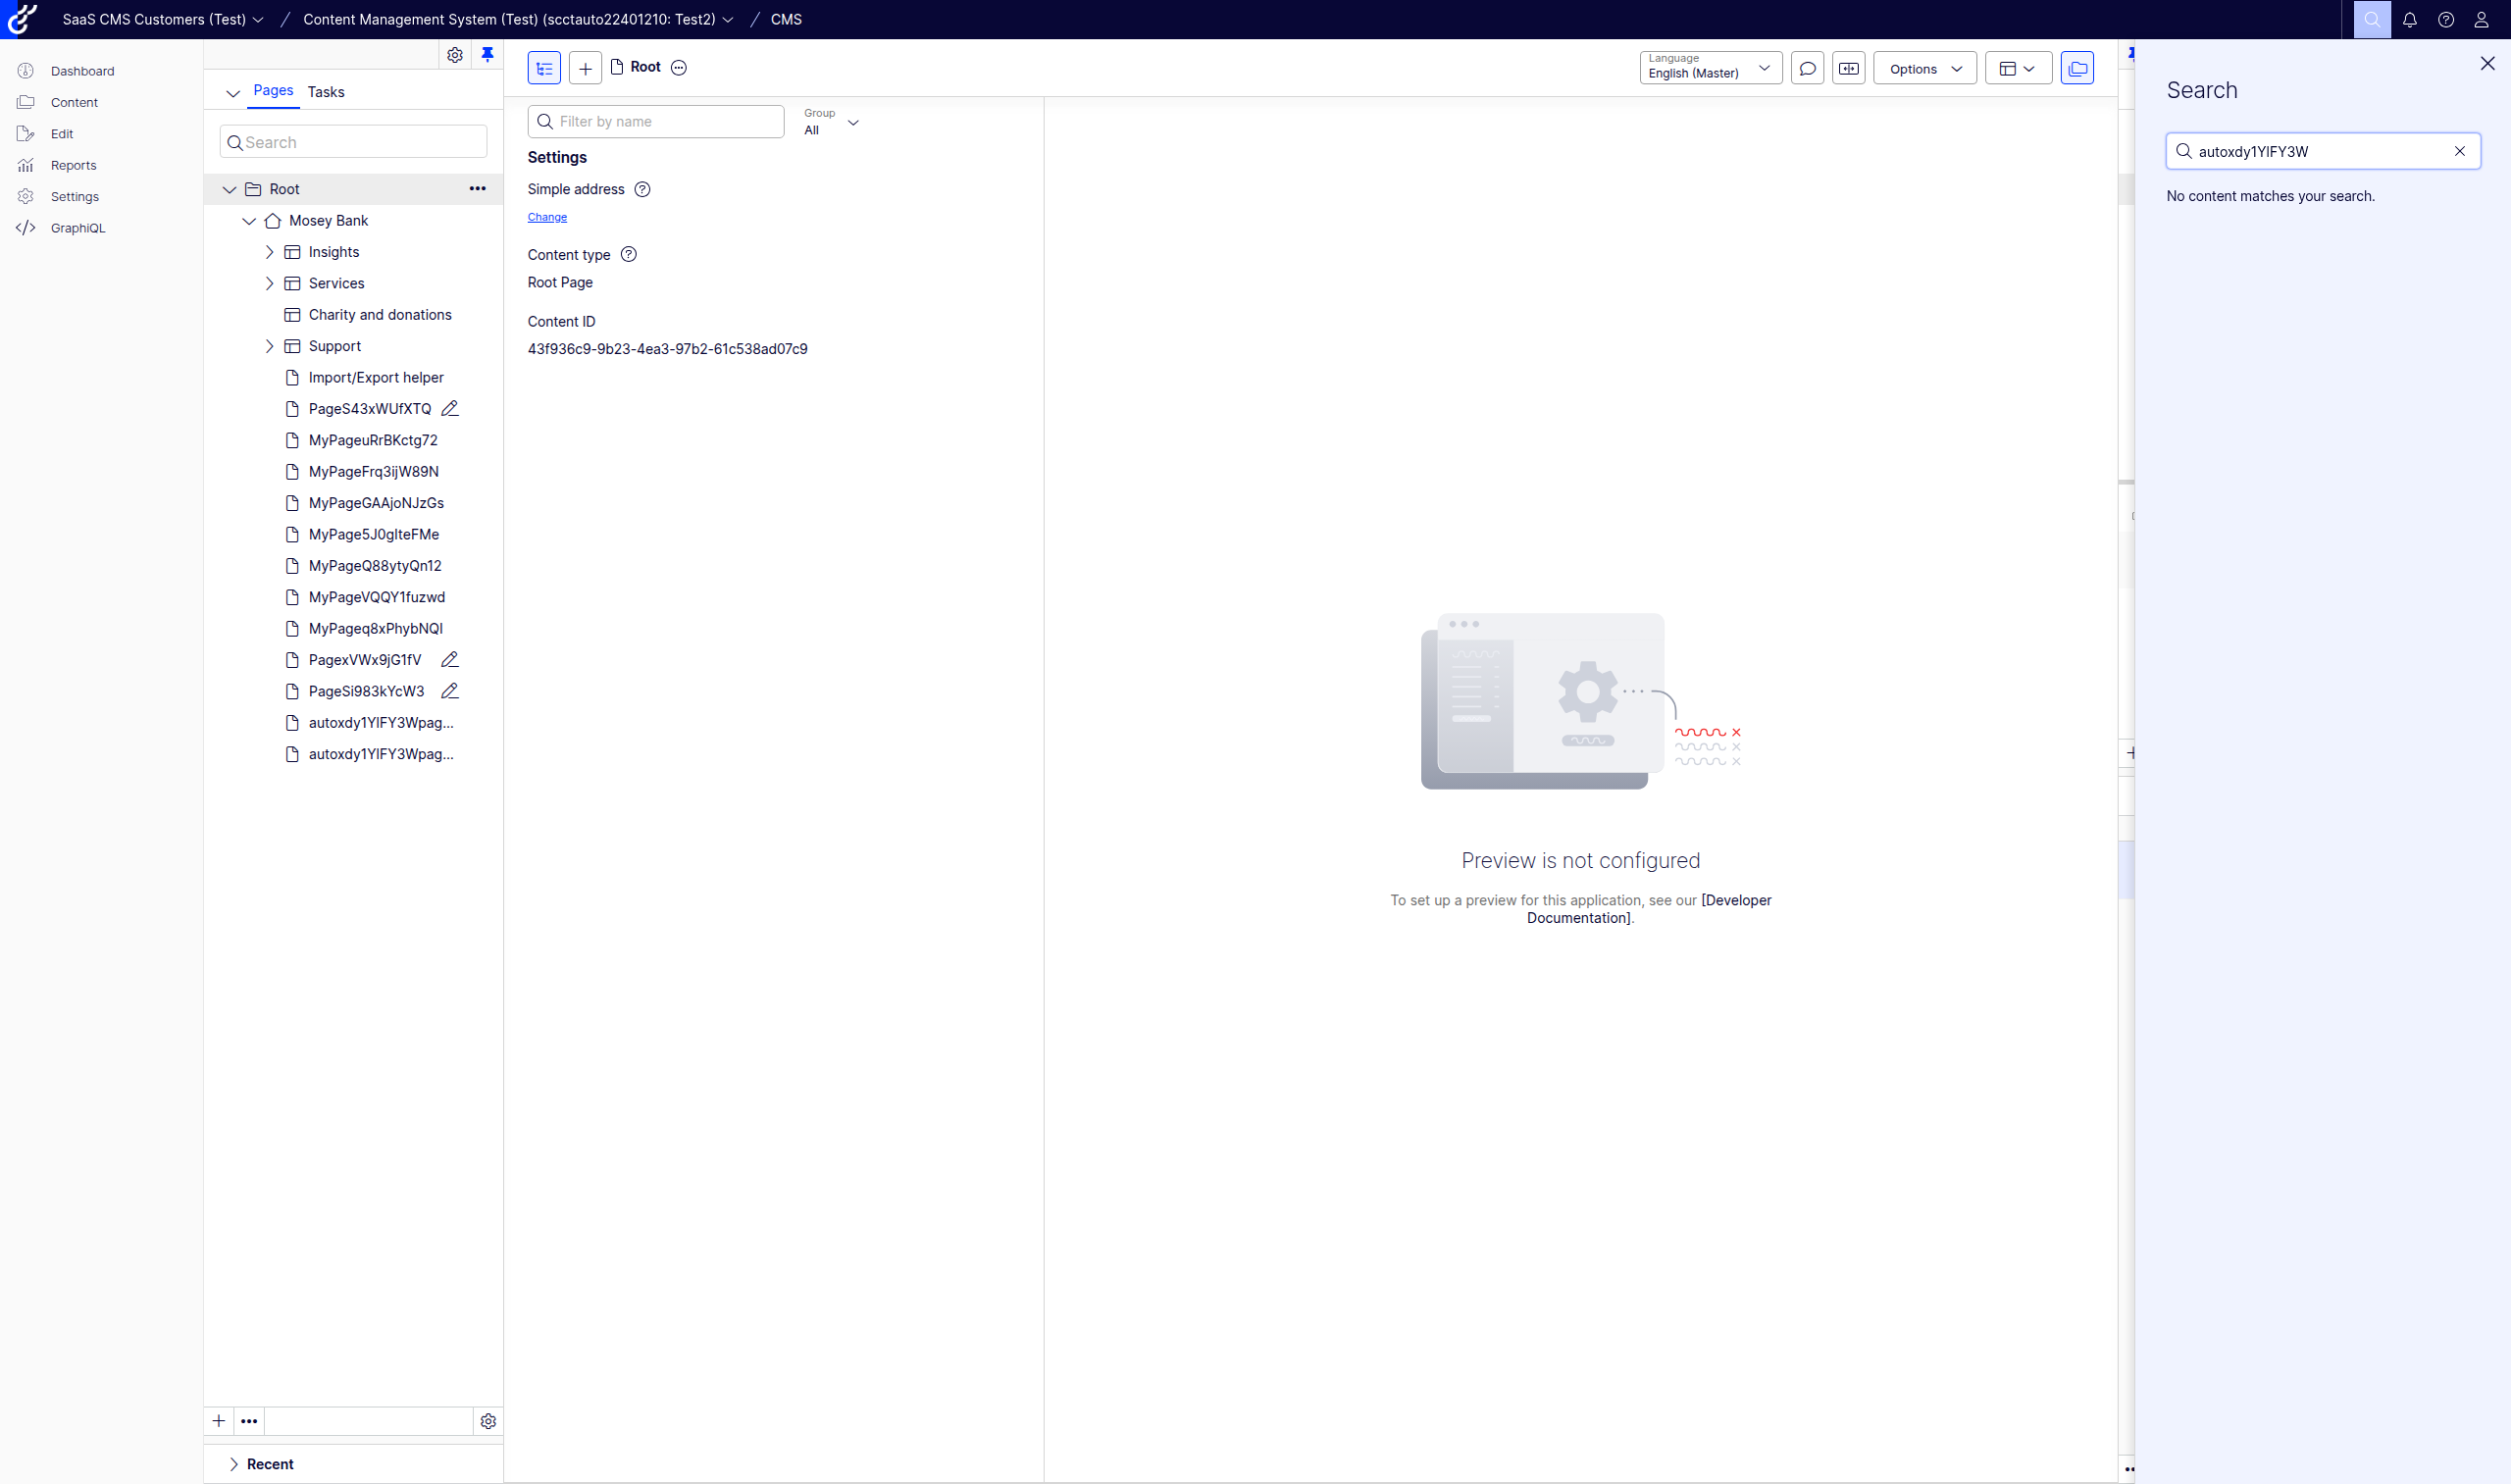 SaaS CMS Customers (Test) / Content Management System (Test) (scctauto22401210: Test2) / CMS
Dashboard
Content
Edit
Reports
Settings
GraphiQL
Pages Tasks
Search
Root
Mosey Bank
Insights
Services
Charity and donations
Support
Import/Export helper
PageS43xWUfXTQ
MyPageuRrBKctg72
MyPageFrq3ijW89N
MyPageGAAjoNJzGs
MyPage5J0glteFMe
MyPageQ88ytyQn12
MyPageVQQY1fuzwd
MyPageq8xPhybNQl
PagexVWx9jG1fV
PageSi983kYcW3
autoxdy1YlFY3Wpag...
autoxdy1YlFY3Wpag...
Recent
Root
Language
English (Master)
Options
Filter by name
Group
All
Settings
Simple address
Change
Content type
Root Page
Content ID
43f936c9-9b23-4ea3-97b2-61c538ad07c9
Preview is not configured
To set up a preview for this application, see our [Developer
Documentation].
Search
autoxdy1YlFY3W
No content matches your search.